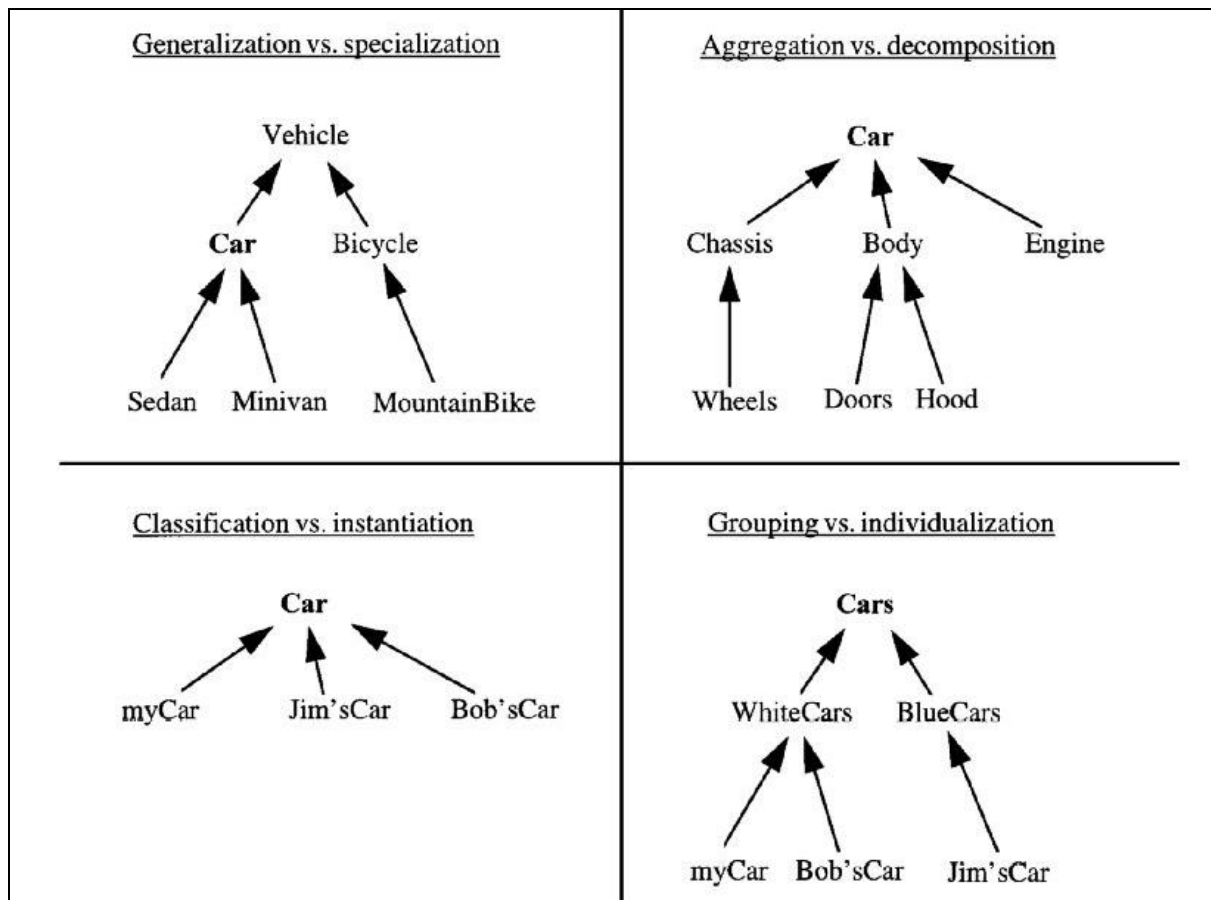 Generalization vs. specialization
Vehicle
Car Bicycle
Sedan Minivan MountainBike
Aggregation vs. decomposition
Car
Chassis Body Engine
Wheels Doors Hood
Classification vs. instantiation
Car
myCar Jim'sCar Bob'sCar
Grouping vs. individualization
Cars
WhiteCars BlueCars
myCar Bob'sCar Jim'sCar